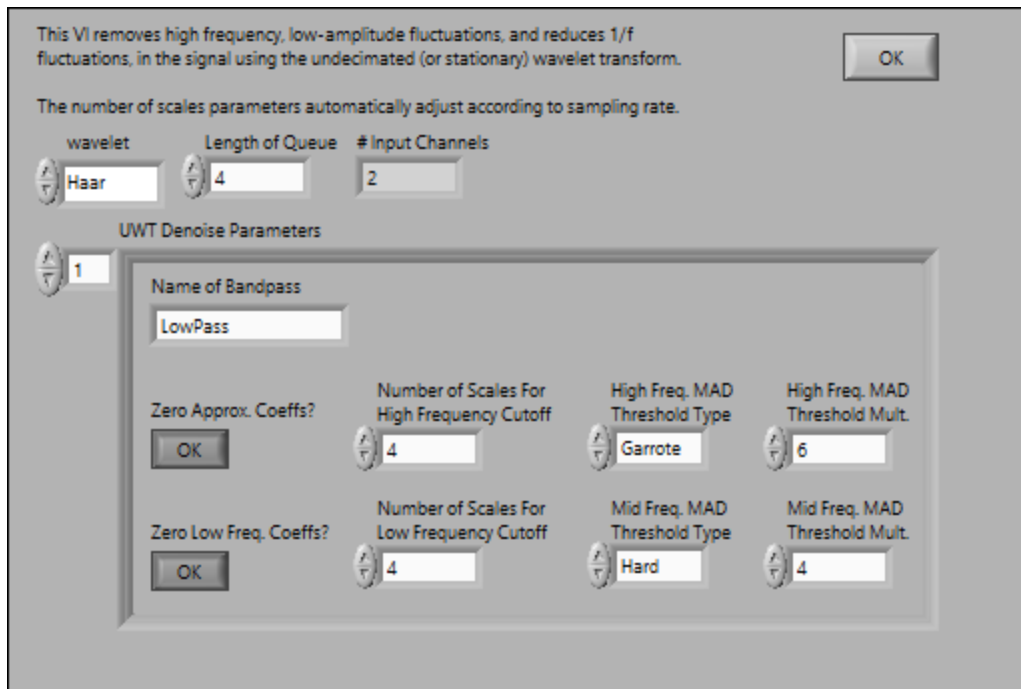 This VI removes high frequency, low-amplitude fluctuations, and reduces 1/f
fluctuations, in the signal using the undecimated (or stationary) wavelet transform.
OK
The number of scales parameters automatically adjust according to sampling rate.
wavelet
Length of Queue
# Input Channels
Haar
4
2
UWT Denoise Parameters
1
Name of Bandpass
LowPass
Zero Approx. Coeffs?
OK
Number of Scales For
High Frequency Cutoff
4
High Freq. MAD
Threshold Type
Garrote
High Freq. MAD
Threshold Mult.
6
Zero Low Freq. Coeffs?
OK
Number of Scales For
Low Frequency Cutoff
4
Mid Freq. MAD
Threshold Type
Hard
Mid Freq. MAD
Threshold Mult.
4